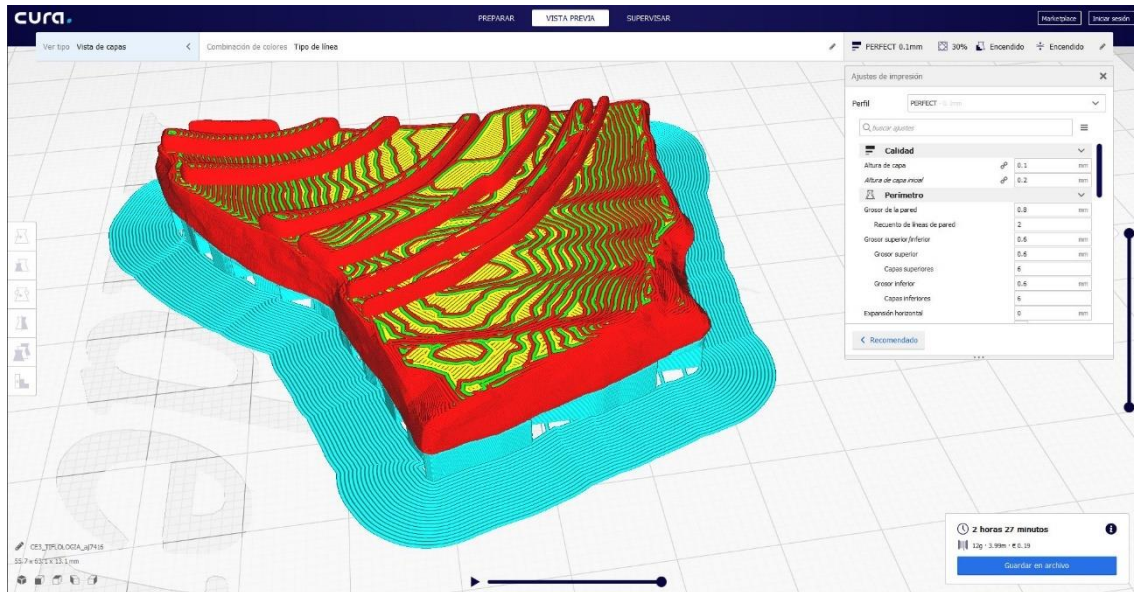 cura.
PREPARAR VISTA PREVIA SUPERVISAR
Marketplace Iniciar sesión
Ver tipo Vista de capas
Combinación de colores Tipo de línea
PERFECT 0.1mm 30% Encendido Encendido
Ajustes de impresión
Perfil PERFECT - 0.1mm
buscar ajustes
Calidad
Altura de capa 0.1 mm
Altura de capa inicial 0.2 mm
Perímetro
Grosor de la pared 0.8 mm
Recuento de líneas de pared 2
Grosor superior/inferior 0.6 mm
Grosor superior 0.6 mm
Capas superiores 6
Grosor inferior 0.6 mm
Capas inferiores 6
Expansión horizontal 0 mm
Recomendado
2 horas 27 minutos
12g · 3.99m · € 0.19
Guardar en archivo
CE3_TIFLOLOGIA_aj7416
55.7 x 63.1 x 13.1 mm